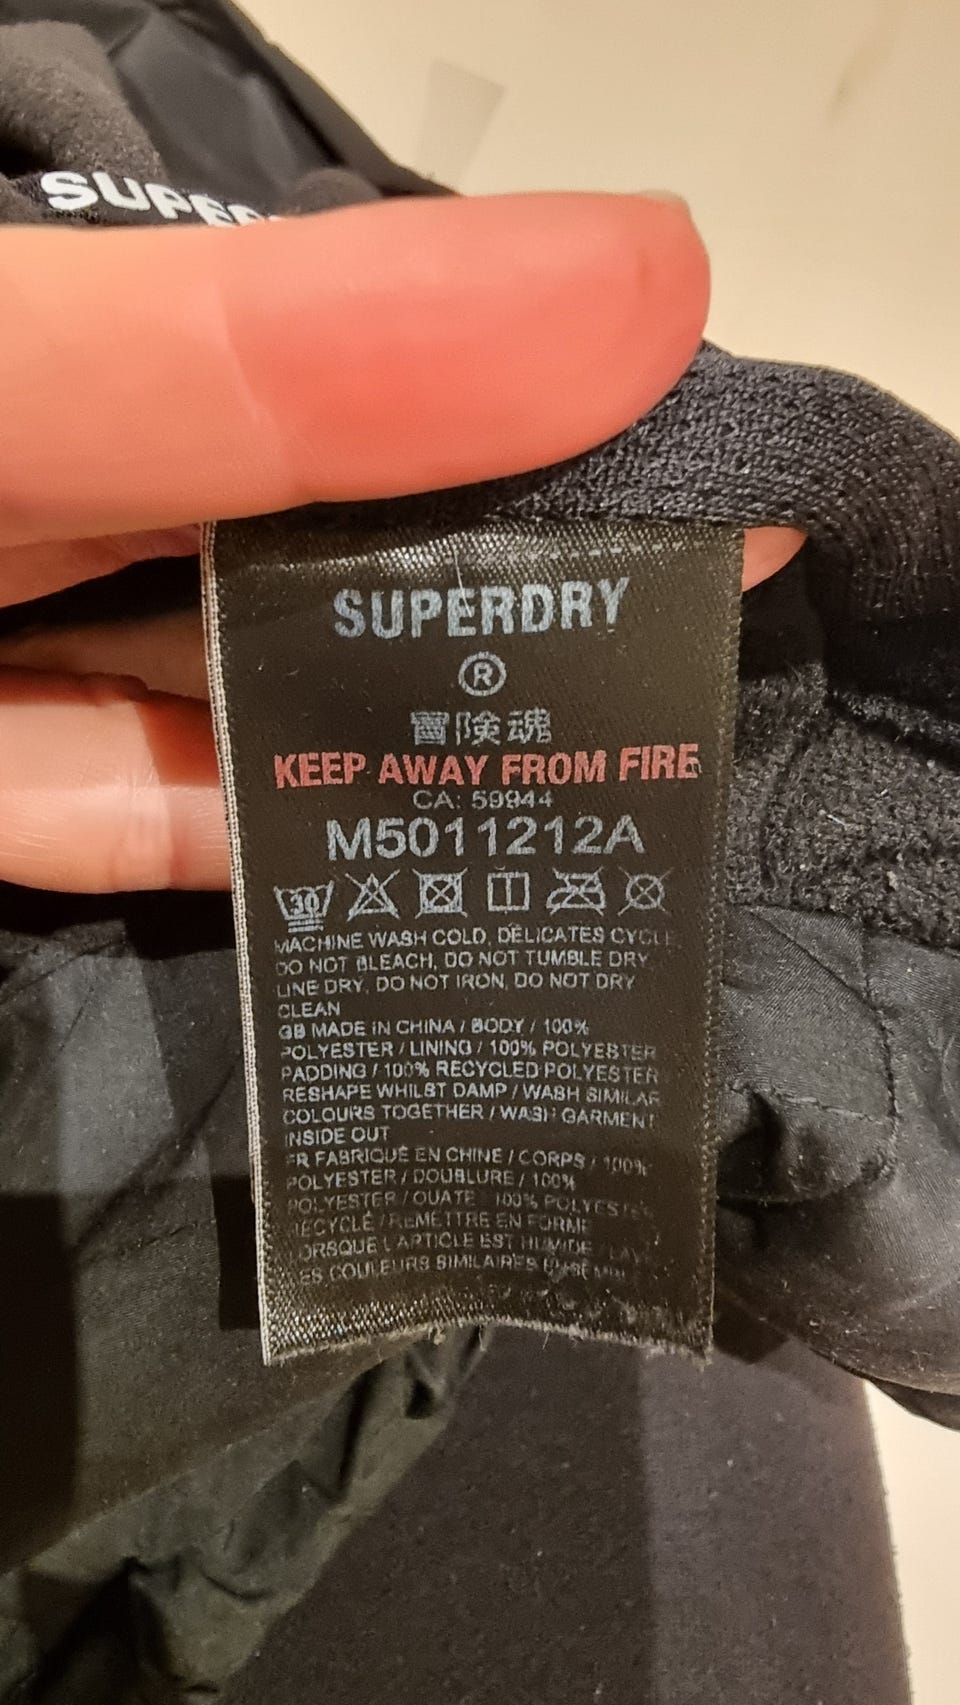 SUPER
SUPERDRY
®
冒険魂
KEEP AWAY FROM FIRE
CA: 59944
M5011212A
30
MACHINE WASH COLD, DELICATES CYCLE
DO NOT BLEACH, DO NOT TUMBLE DRY
LINE DRY, DO NOT IRON, DO NOT DRY
CLEAN
GB MADE IN CHINA / BODY / 100%
POLYESTER / LINING / 100% POLYESTER
PADDING / 100% RECYCLED POLYESTER
RESHAPE WHILST DAMP / WASH SIMILAR
COLOURS TOGETHER / WASH GARMENT
INSIDE OUT
FR FABRIQUÉ EN CHINE / CORPS / 100%
POLYESTER / DOUBLURE / 100%
POLYESTER / OUATE 100% POLYESTER
RECYCLÉ / REMETTRE EN FORME
LORSQUE L'ARTICLE EST HUMIDE
LES COULEURS SIMILAIRES